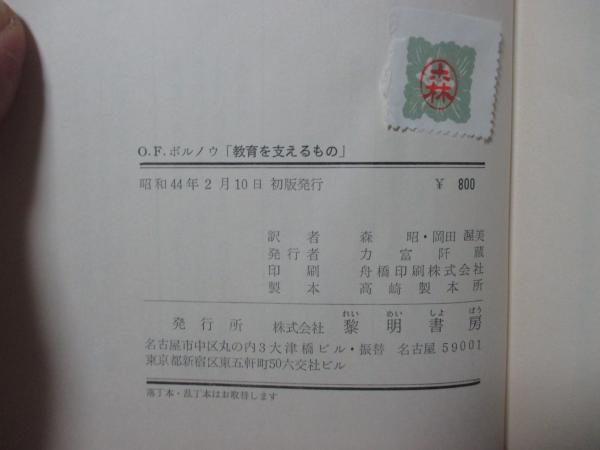 森
O.F.ボルノウ「教育を支えるもの」
昭和44年2月10日 初版発行 ¥ 800
訳者 森 昭・岡田渥美
発行者 力富阡蔵
印刷 舟橋印刷株式会社
製本 高崎製本所
れい めい しよ ぼう
発行所 株式会社 黎明書房
名古屋市中区丸の内3大津橋ビル・振替 名古屋59001
東京都新宿区東五軒町50六交社ビル
落丁本・乱丁本はお取替します